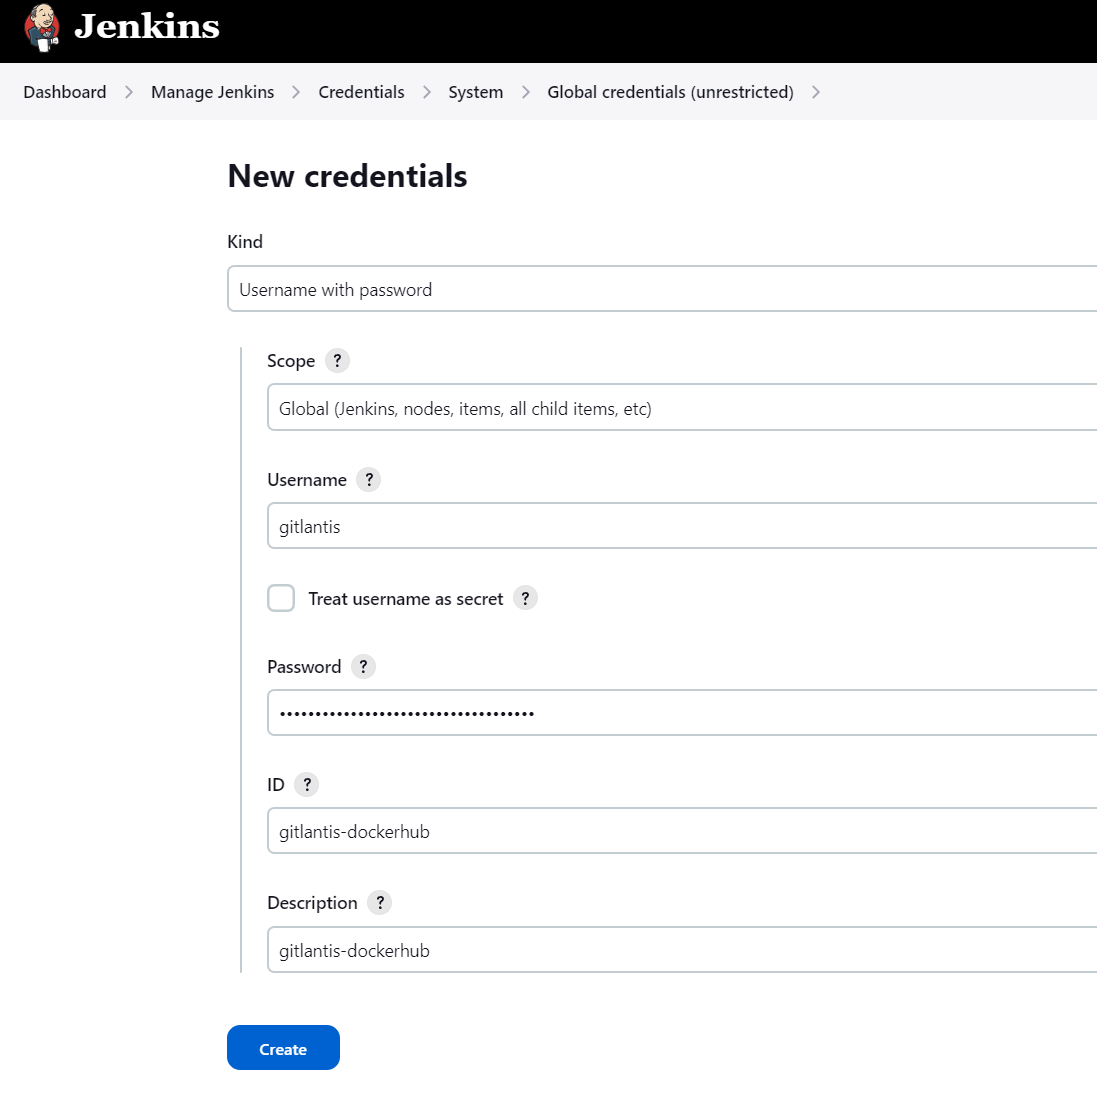 Jenkins
Dashboard > Manage Jenkins > Credentials > System > Global credentials (unrestricted) >
New credentials
Kind
Username with password
Scope ?
Global (Jenkins, nodes, items, all child items, etc)
Username ?
gitlantis
Treat username as secret ?
Password ?
••••••••••••••••••••••••••••••••••••
ID ?
gitlantis-dockerhub
Description ?
gitlantis-dockerhub
Create